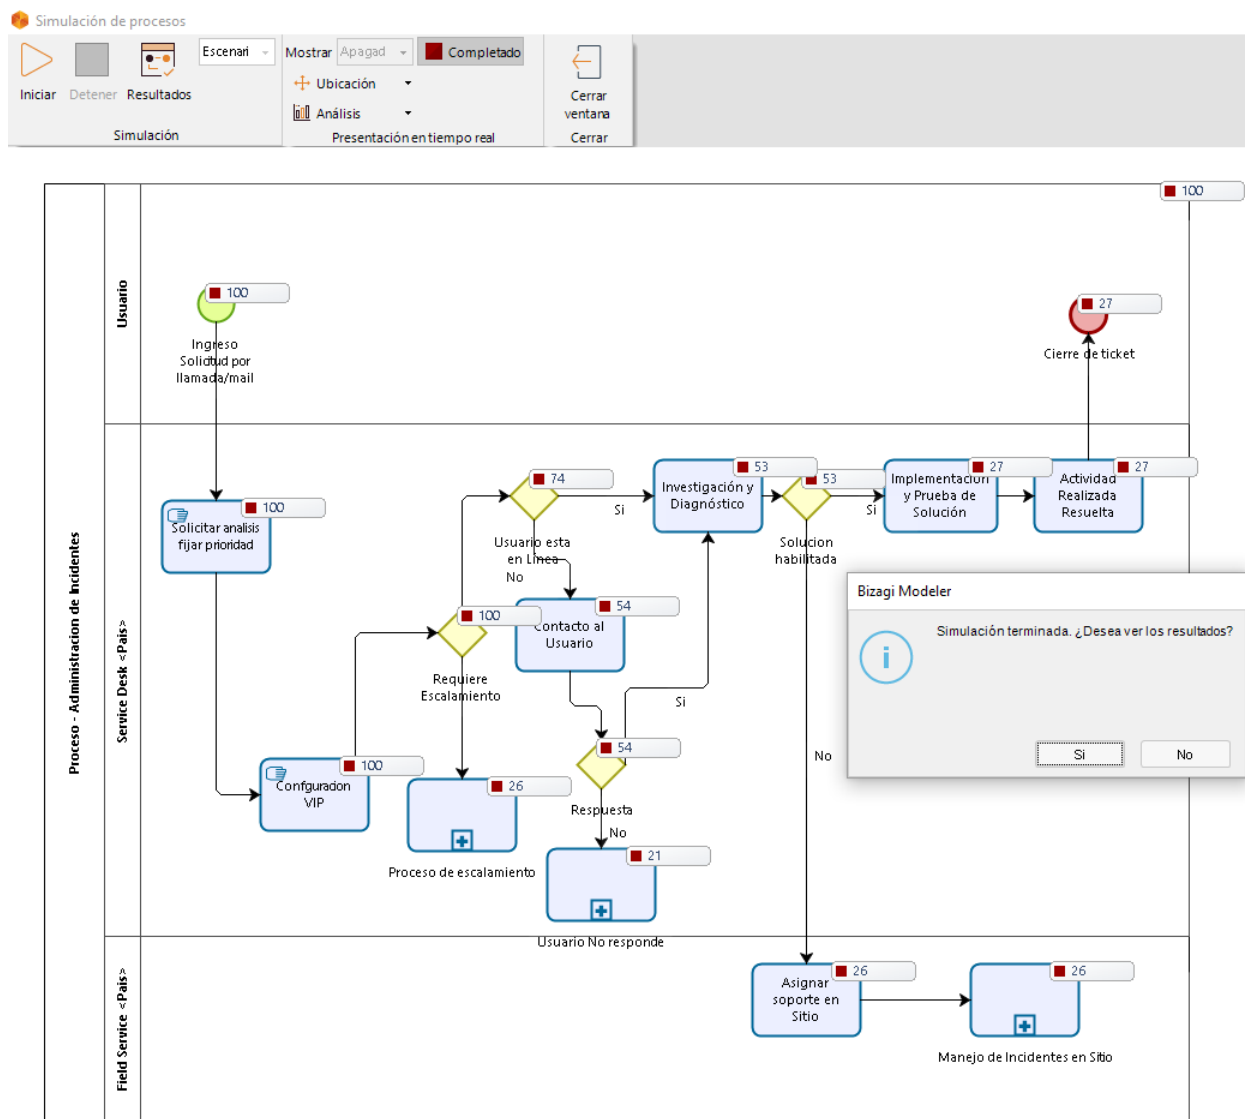 Simulación de procesos
Iniciar
Detener
Resultados
Escenari
Simulación
Mostrar
Apagad
Completado
Ubicación
Análisis
Presentación en tiempo real
Cerrar
ventana
Cerrar
100
Proceso - Administracion de Incidentes
Usuario
100
Ingreso
Solicitud por
llamada/mail
27
Cierre de ticket
Service Desk <Pais>
100
Solicitar analisis
fijar prioridad
74
Usuario esta
en Linea
Si
No
53
Investigación y
Diagnóstico
53
Solucion
habilitada
Si
27
Implementación
y Prueba de
Solución
27
Actividad
Realizada
Resuelta
100
Requiere
Escalamiento
54
Contacto al
Usuario
Si
54
Respuesta
No
No
100
Confguracion
VIP
26
Proceso de escalamiento
21
Usuario No responde
Bizagi Modeler
Simulación terminada. ¿Desea ver los resultados?
Si
No
Field Service <Pais>
26
Asignar
soporte en
Sitio
26
Manejo de Incidentes en Sitio